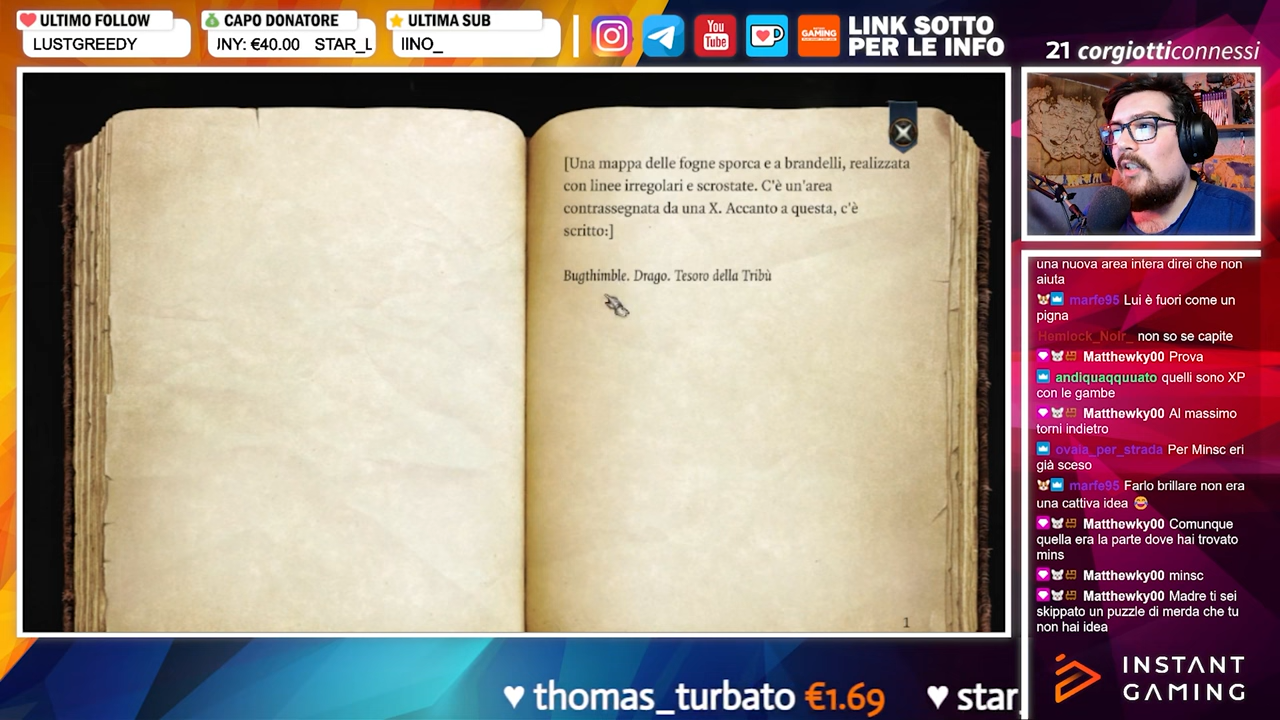 ULTIMO FOLLOW
LUSTGREEDY
CAPO DONATORE
JNY: €40.00 STAR_L
ULTIMA SUB
IINO_
You
Tube
GAMING
LINK SOTTO
PER LE INFO
21 corgiotticonnessi
[Una mappa delle fogne sporca e a brandelli, realizzata
con linee irregolari e scrostate. C'è un'area
contrassegnata da una X. Accanto a questa, c'è
scritto:]
Bugthimble. Drago. Tesoro della Tribù
1
una nuova area intera direi che non
aiuta
marfe95 Lui è fuori come un
pigna
Hemlock_Noir_ non so se capite
Matthewky00 Prova
andiquaqquuato quelli sono XP
con le gambe
Matthewky00 Al massimo
torni indietro
ovaia_per_strada Per Minsc eri
già sceso
marfe95 Farlo brillare non era
una cattiva idea 😂
Matthewky00 Comunque
quella era la parte dove hai trovato
mins
Matthewky00 minsc
Matthewky00 Madre ti sei
skippato un puzzle di merda che tu
non hai idea
INSTANT
GAMING
♥ thomas_turbato €1.69 ♥ star_